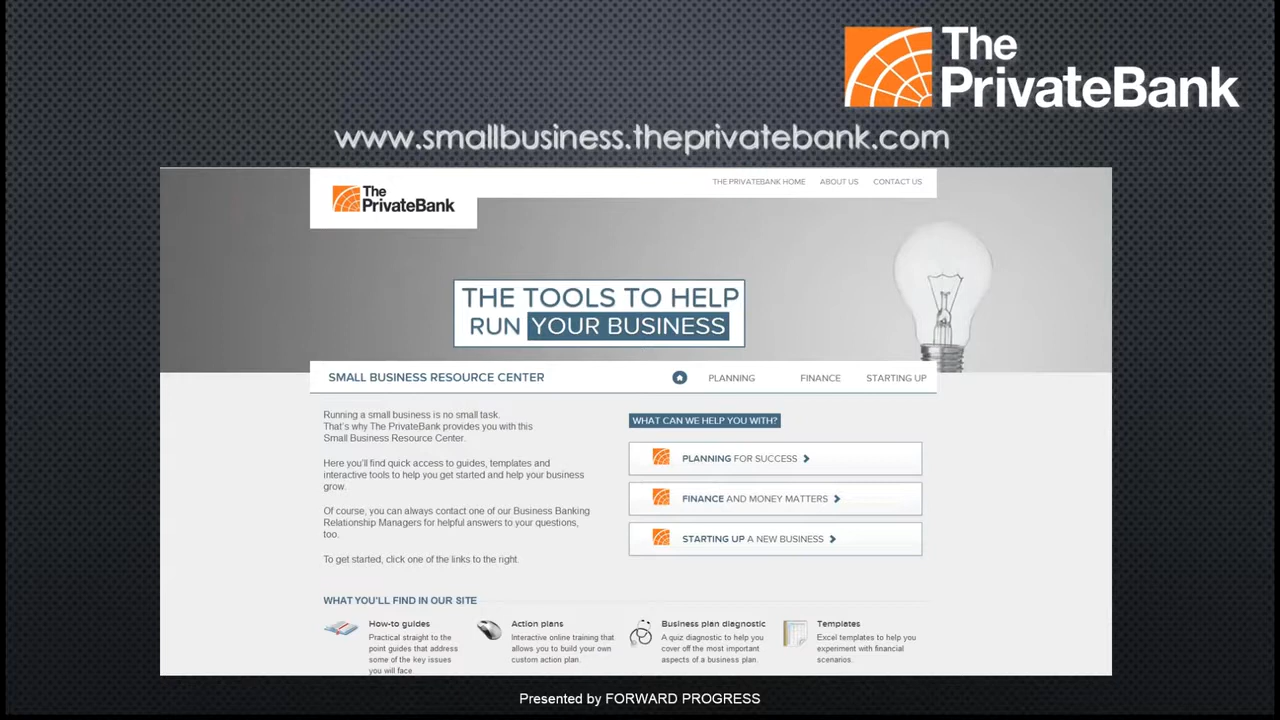 The
PrivateBank
www.smallbusiness.theprivatebank.com
THE PRIVATEBANK HOME ABOUT US CONTACT US
The
PrivateBank
THE TOOLS TO HELP
RUN YOUR BUSINESS
SMALL BUSINESS RESOURCE CENTER PLANNING FINANCE STARTING UP
Running a small business is no small task.
That's why The PrivateBank provides you with this
Small Business Resource Center.
Here you'll find quick access to guides, templates and
interactive tools to help you get started and help your business
grow.
Of course, you can always contact one of our Business Banking
Relationship Managers for helpful answers to your questions,
too.
To get started, click one of the links to the right.
WHAT CAN WE HELP YOU WITH?
PLANNING FOR SUCCESS
FINANCE AND MONEY MATTERS
STARTING UP A NEW BUSINESS
WHAT YOU'LL FIND IN OUR SITE
How-to guides
Practical straight to the
point guides that address
some of the key issues
you will face
Action plans
Interactive online training that
allows you to build your own
custom action plan.
Business plan diagnostic
A quiz diagnostic to help you
cover off the most important
aspects of a business plan.
Templates
Excel templates to help you
experiment with financial
scenarios.
Presented by FORWARD PROGRESS